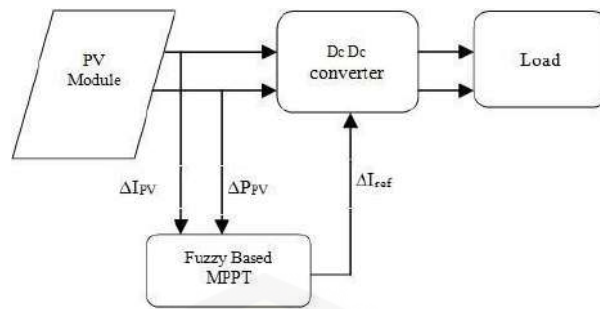 PV
Module
Dc Dc
converter
Load
ΔIPV
ΔPPV
ΔIref
Fuzzy Based
MPPT